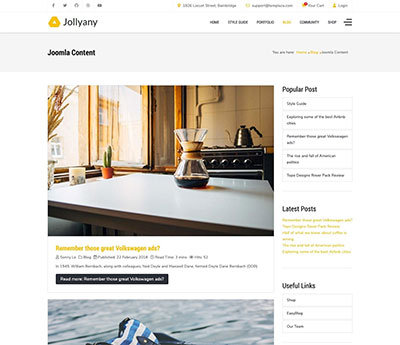 1828 Locust Street, Bainbridge
support@tempaza.com
Your Cart
Login
Jollyany
HOME
STYLE GUIDE
PORTFOLIO
BLOG
COMMUNITY
SHOP
Joomla Content
You are here: Home Blog Joomla Content
Popular Post
Style Guide
Exploring some of the best Airbnb
cities
Remember those great Volkswagen
ads?
The rise and fall of American
politics
Tops Designs Rover Pack Review
Latest Posts
Remember those great Volkswagen ads?
Tops Designs Rover Pack Review
Half of what we know about coffee is
wrong
The rise and fall of American politics
Exploring some of the best Airbnb cities
Remember those great Volkswagen ads?
Sonny Le Blog Published: 22 February 2018 Read Time: 3 mins Hits: 52
In 1949, William Bernbach, along with colleagues, Ned Doyle and Maxwell Dane, formed Doyle Dane Bernbach (DDB)
Read more: Remember those great Volkswagen ads?
Useful Links
Shop
EasyBlog
Our Team